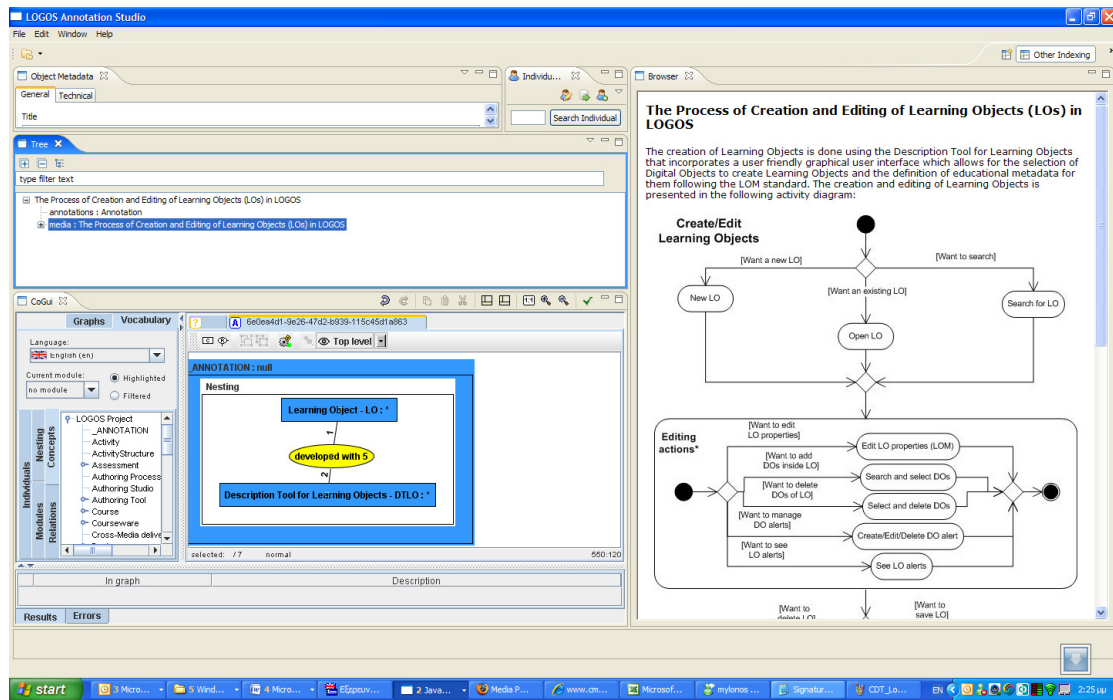 LOGOS Annotation Studio
File Edit Window Help
Other Indexing
Object Metadata
General Technical
Title
Individu...
Search Individual
Tree
type filter text
The Process of Creation and Editing of Learning Objects (LOs) in LOGOS
annotations : Annotation
media : The Process of Creation and Editing of Learning Objects (LOs) in LOGOS
CoGui
Graphs Vocabulary
Language:
English (en)
Current module:
no module
Highlighted
Filtered
Individuals
Nesting
Concepts
Modules
Relations
LOGOS Project
_ANNOTATION
Activity
ActivityStructure
Assessment
Authoring Process
Authoring Studio
Authoring Tool
Course
Courseware
Cross-Media delive
? A 6e0ea4d1-9e26-47d2-b939-115c45d1a863
Top level
_ANNOTATION : null
Nesting
Learning Object - LO : *
1
developed with 5
2
Description Tool for Learning Objects - DTLO : *
selected: /7 normal 550:120
In graph Description
Results Errors
Browser
The Process of Creation and Editing of Learning Objects (LOs) in
LOGOS
The creation of Learning Objects is done using the Description Tool for Learning Objects
that incorporates a user friendly graphical user interface which allows for the selection of
Digital Objects to create Learning Objects and the definition of educational metadata for
them following the LOM standard. The creation and editing of Learning Objects is
presented in the following activity diagram:
Create/Edit
Learning Objects
[Want a new LO]
[Want to search]
[Want an existing LO]
New LO
Search for LO
Open LO
Editing
actions*
[Want to edit
LO properties]
Edit LO properties (LOM)
[Want to add
DOs inside LO]
Search and select DOs
[Want to delete
DOs of LO]
Select and delete DOs
[Want to manage
DO alerts]
Create/Edit/Delete DO alert
[Want to see
LO alerts]
See LO alerts
[Want to
delete LO]
[Want to
save LO]
start 3 Micro... 5 Wind... 4 Micro... Εξερευν... 2 Java... Media P... www.cm... Microsof... mylonos ... Signatur... CDT_Lo... EN 2:25 μμ